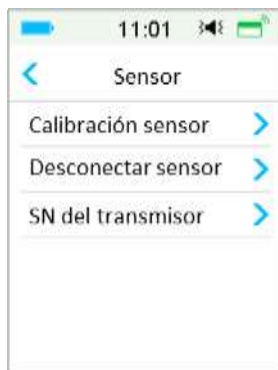 11:01
Sensor
Calibración sensor
Desconectar sensor
SN del transmisor